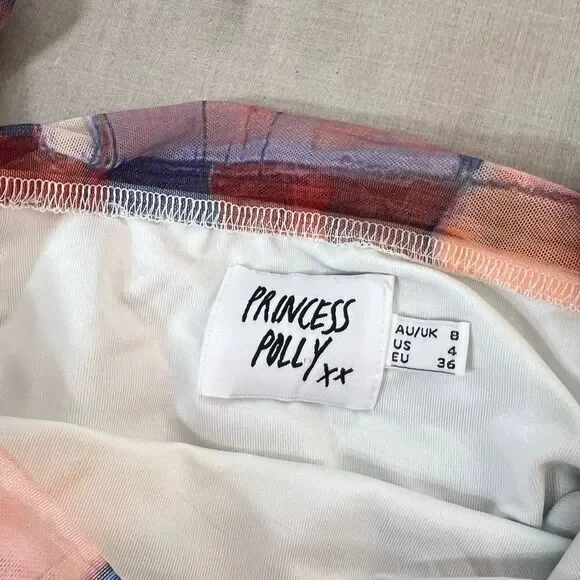 PRINCESS
POLLY xx
AU/UK 8
US 4
EU 36